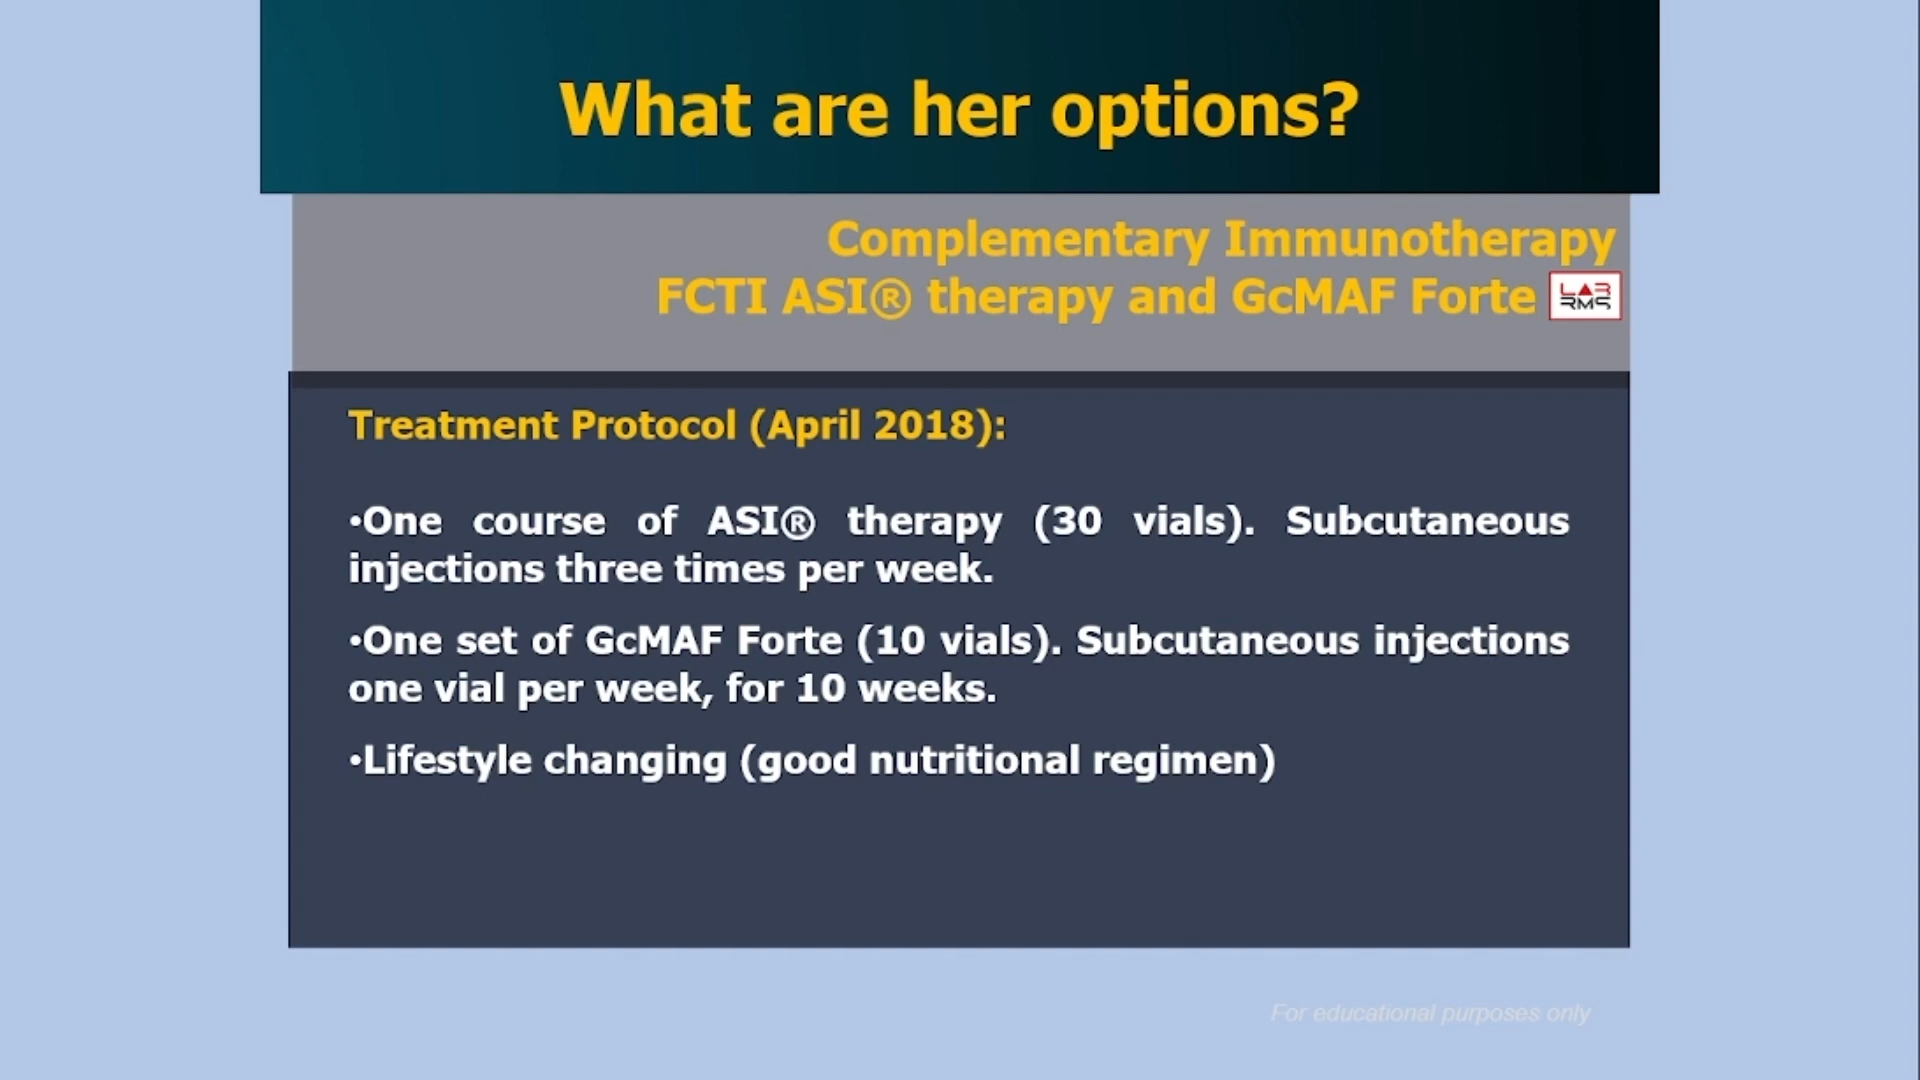 What are her options?
Complementary Immunotherapy
FCTI ASI® therapy and GcMAF Forte LAB
RMS
Treatment Protocol (April 2018):
•One course of ASI® therapy (30 vials). Subcutaneous
injections three times per week.
•One set of GcMAF Forte (10 vials). Subcutaneous injections
one vial per week, for 10 weeks.
•Lifestyle changing (good nutritional regimen)
For educational purposes only